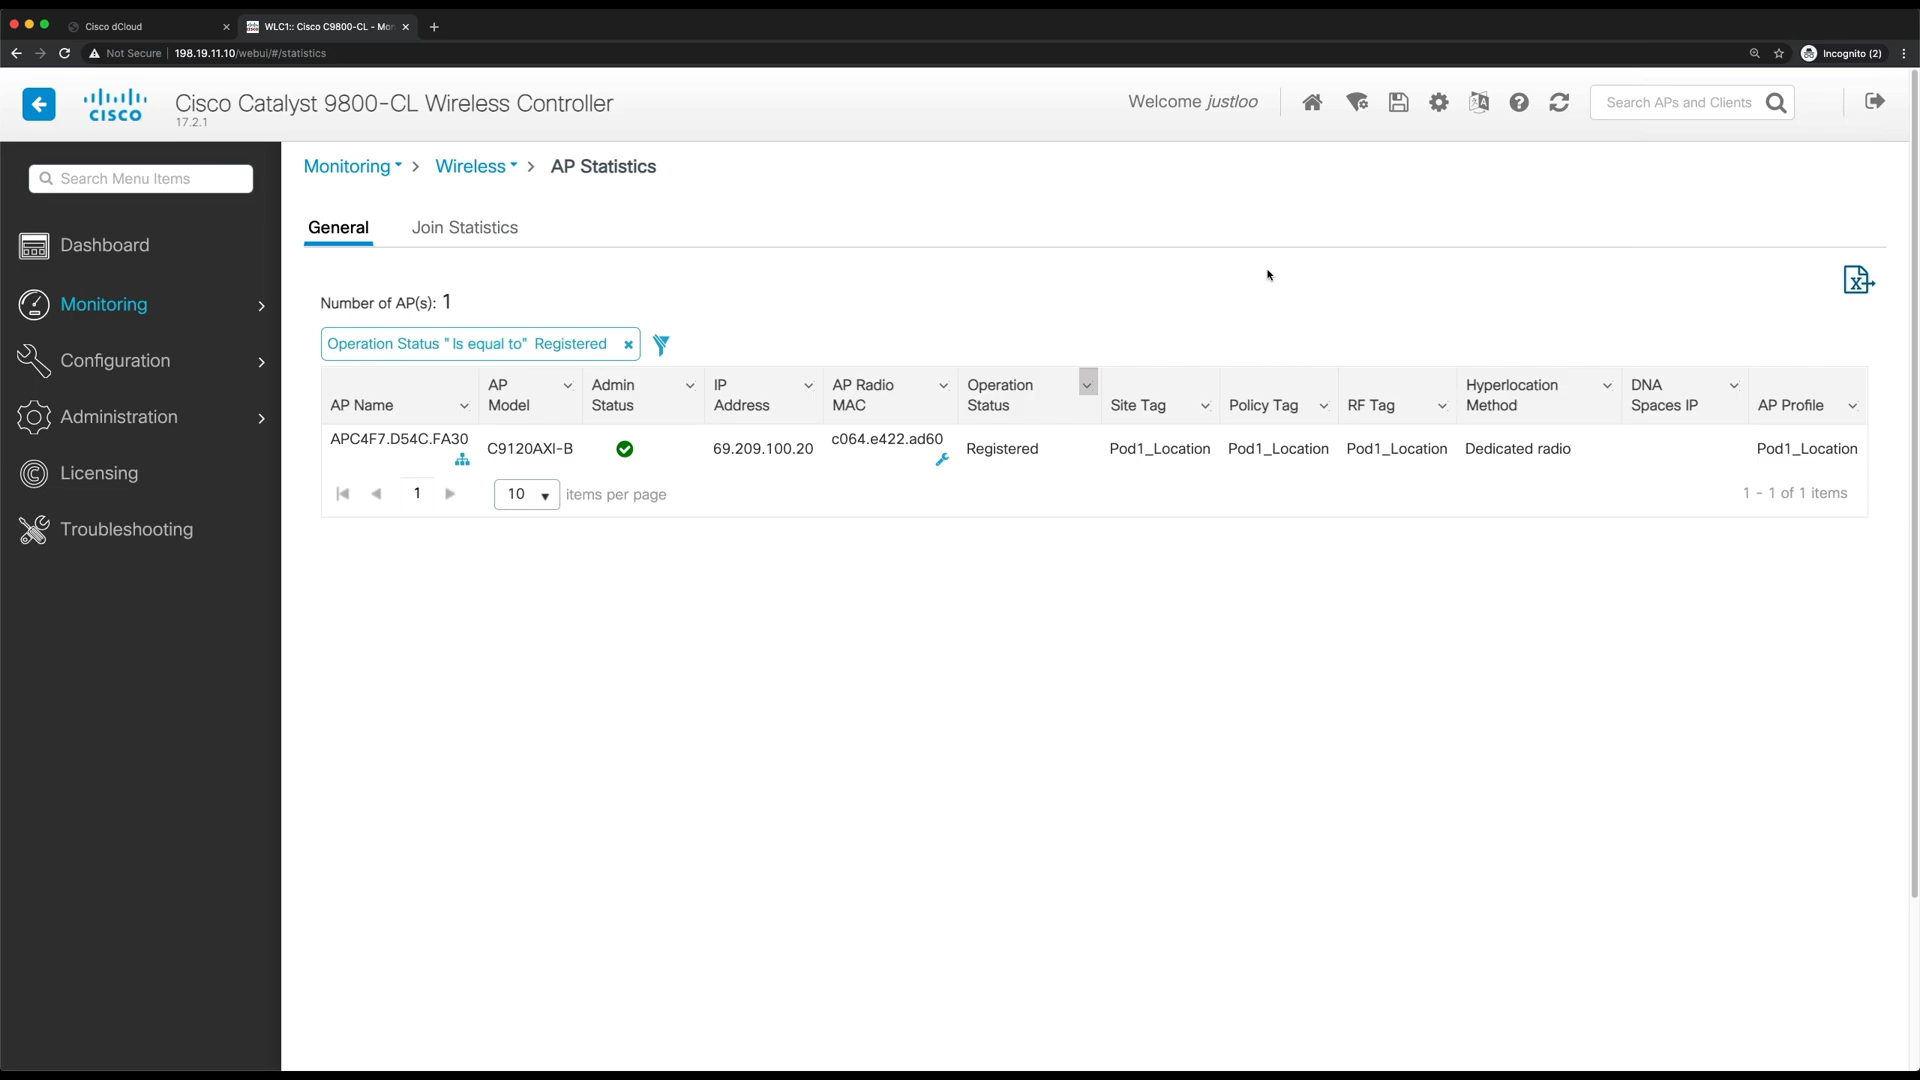 Cisco dCloud
WLC1:: Cisco C9800-CL - Mon
Not Secure 198.19.11.10/webui/#/statistics
Incognito (2)
CISCO
Cisco Catalyst 9800-CL Wireless Controller
17.2.1
Welcome justloo
Search APs and Clients
Search Menu Items
Dashboard
Monitoring
Configuration
Administration
Licensing
Troubleshooting
Monitoring > Wireless > AP Statistics
General Join Statistics
Number of AP(s): 1
Operation Status "Is equal to" Registered ×
AP Name AP Model Admin Status IP Address AP Radio MAC Operation Status Site Tag Policy Tag RF Tag Hyperlocation Method DNA Spaces IP AP Profile
APC4F7.D54C.FA30 C9120AXI-B 69.209.100.20 c064.e422.ad60 Registered Pod1_Location Pod1_Location Pod1_Location Dedicated radio Pod1_Location
1 10 items per page 1 - 1 of 1 items